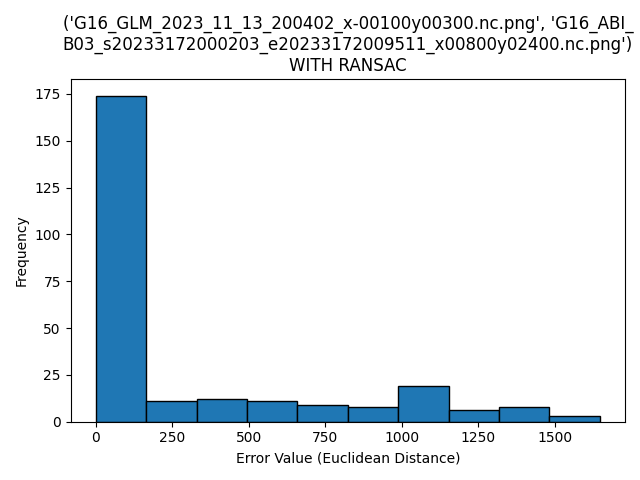 ('G16_GLM_2023_11_13_200402_x-00100y00300.nc.png', 'G16_ABI_
B03_s20233172000203_e20233172009511_x00800y02400.nc.png')
WITH RANSAC
175
150
125
100
75
50
25
0
Frequency
0 250 500 750 1000 1250 1500
Error Value (Euclidean Distance)